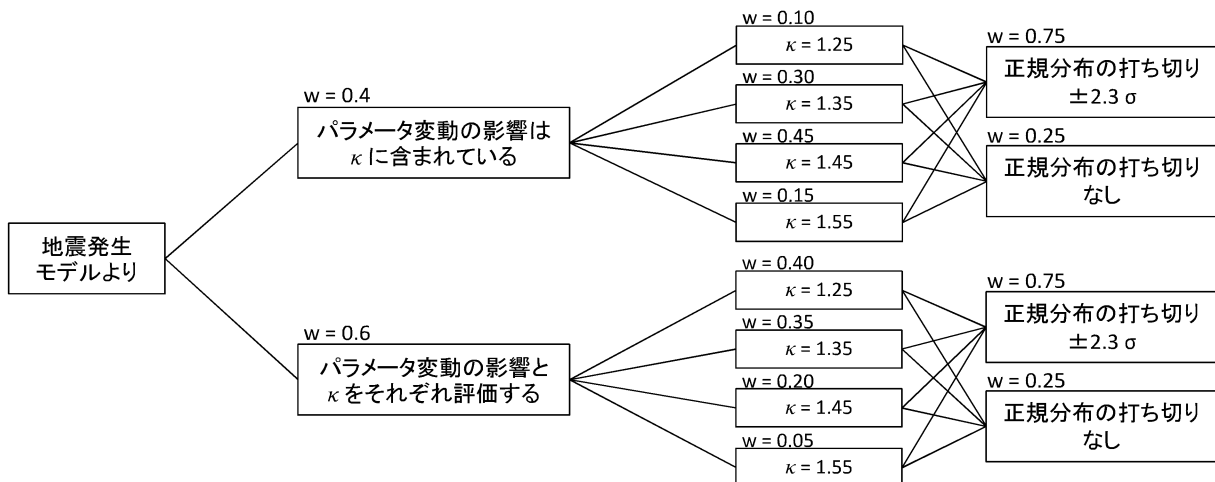 地震発生
モデルより
w = 0.4
パラメータ変動の影響は
κ に含まれている
w = 0.10
κ = 1.25
w = 0.30
κ = 1.35
w = 0.45
κ = 1.45
w = 0.15
κ = 1.55
w = 0.75
正規分布の打ち切り
±2.3 σ
w = 0.25
正規分布の打ち切り
なし
w = 0.6
パラメータ変動の影響と
κ をそれぞれ評価する
w = 0.40
κ = 1.25
w = 0.35
κ = 1.35
w = 0.20
κ = 1.45
w = 0.05
κ = 1.55
w = 0.75
正規分布の打ち切り
±2.3 σ
w = 0.25
正規分布の打ち切り
なし